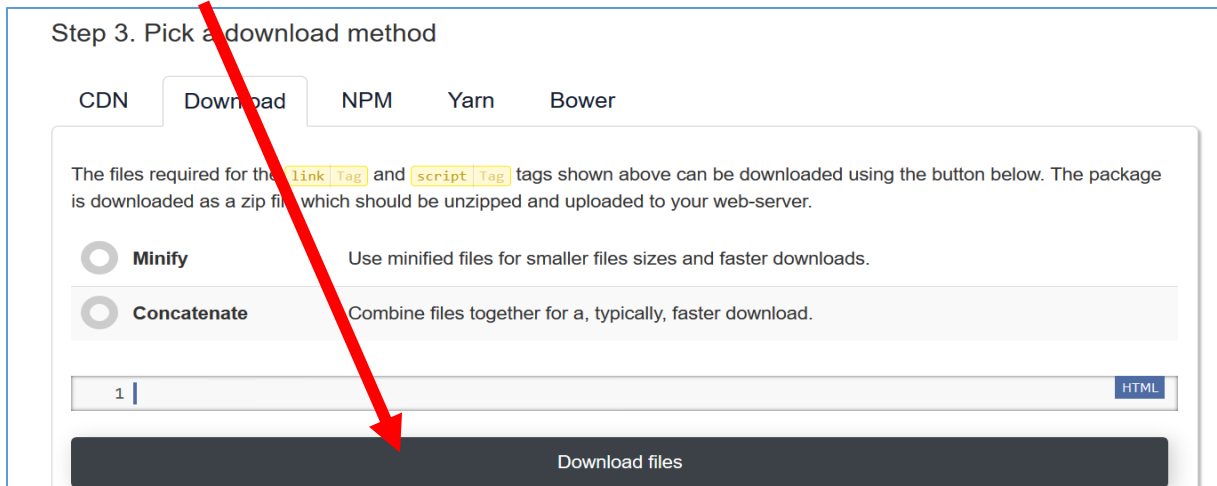 Step 3. Pick a download method
CDN Download NPM Yarn Bower
The files required for the link Tag and script Tag tags shown above can be downloaded using the button below. The package
is downloaded as a zip file which should be unzipped and uploaded to your web-server.
Minify Use minified files for smaller files sizes and faster downloads.
Concatenate Combine files together for a, typically, faster download.
1
HTML
Download files